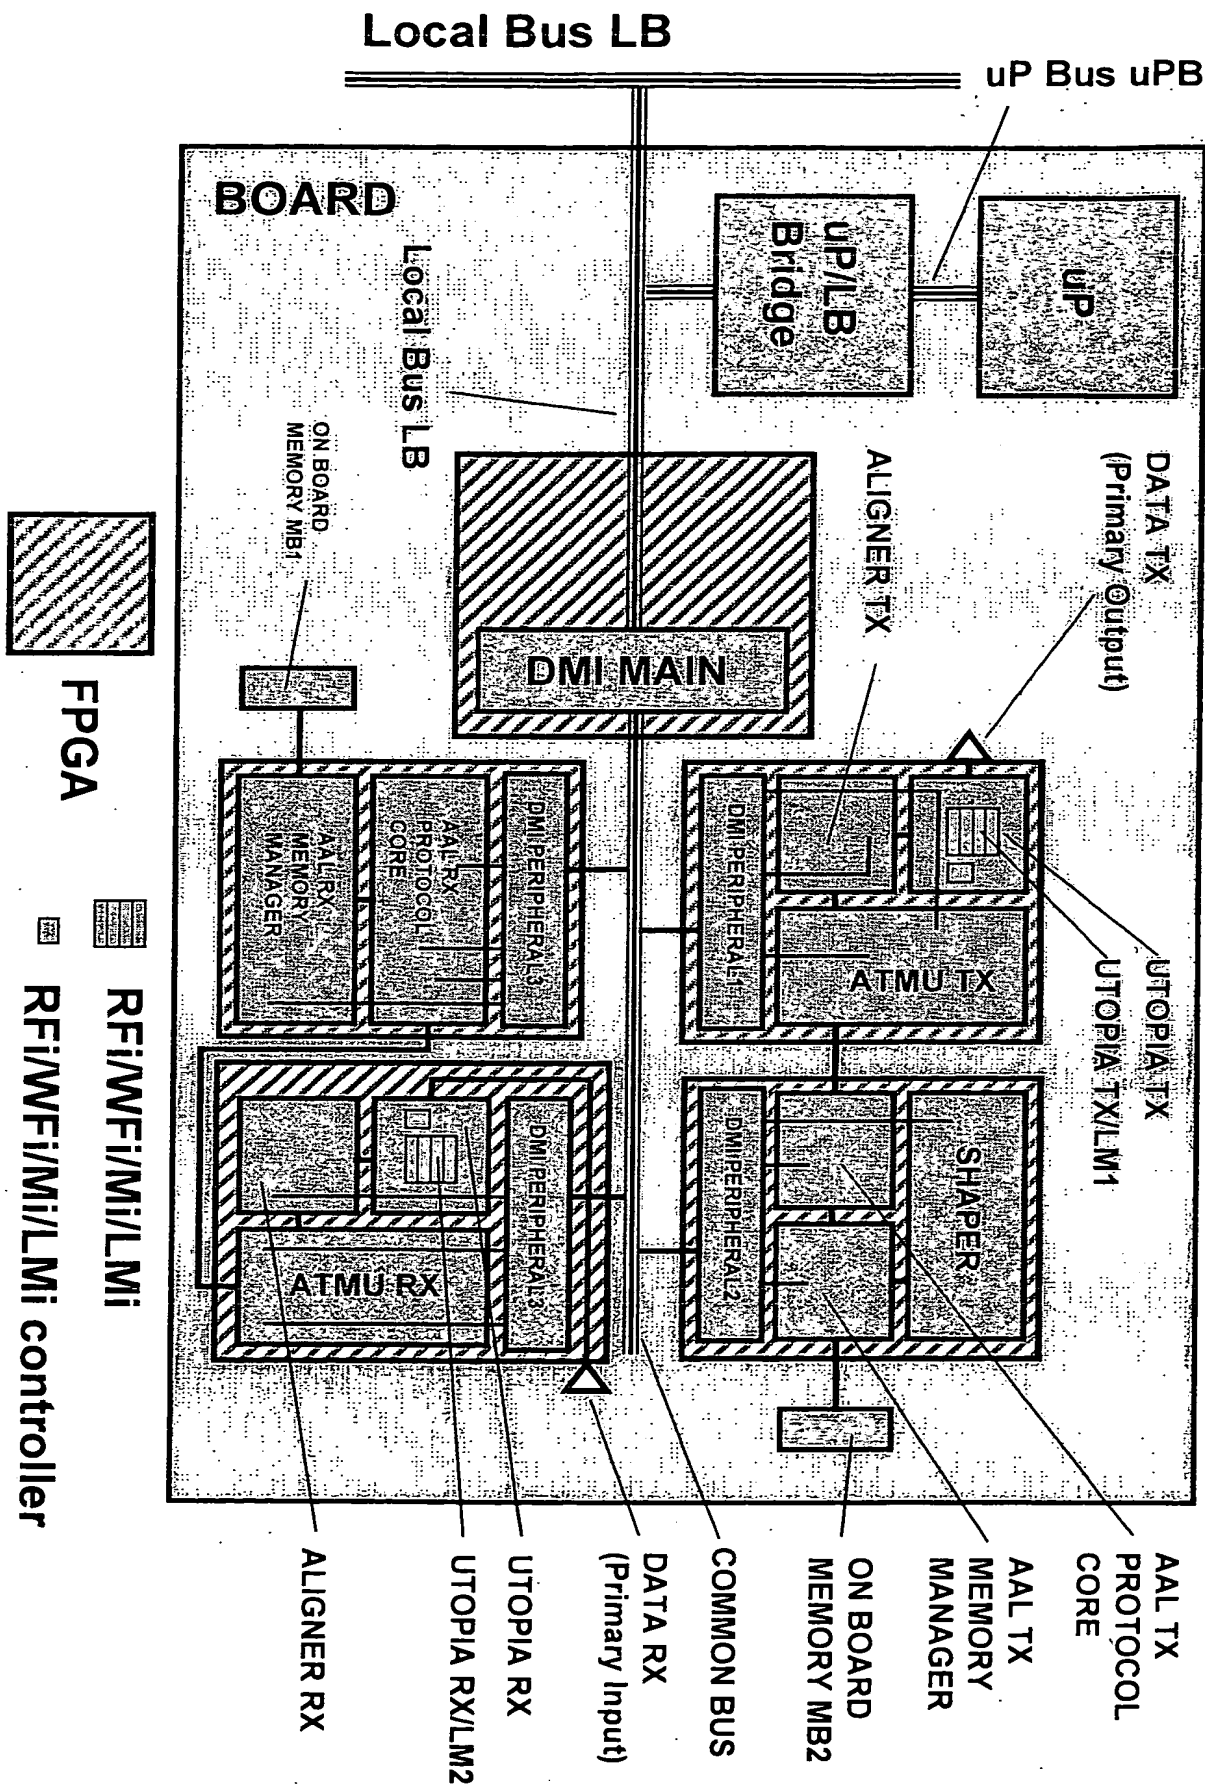 Local Bus LB
uP Bus uPB
BOARD
uP/LB
Bridge
uP
Local Bus LB
DATA TX
(Primary Output)
ALIGNER TX
ON BOARD
MEMORY MB1
DMI MAIN
UTOPIA TX
UTOPIA TX/LM1
DMI PERIPHERAL1
ATMU TX
DMI PERIPHERAL3
AAL RX
PROTOCOL
CORE
AAL RX
MEMORY
MANAGER
SHAPER
DMI PERIPHERAL2
DMI PERIPHERAL3
ATMU RX
AAL TX
PROTOCOL
CORE
AAL TX
MEMORY
MANAGER
ON BOARD
MEMORY MB2
COMMON BUS
DATA RX
(Primary Input)
UTOPIA RX
UTOPIA RX/LM2
ALIGNER RX
FPGA
RFi/WFi/Mi/LMi
RFi/WFi/Mi/LMi controller